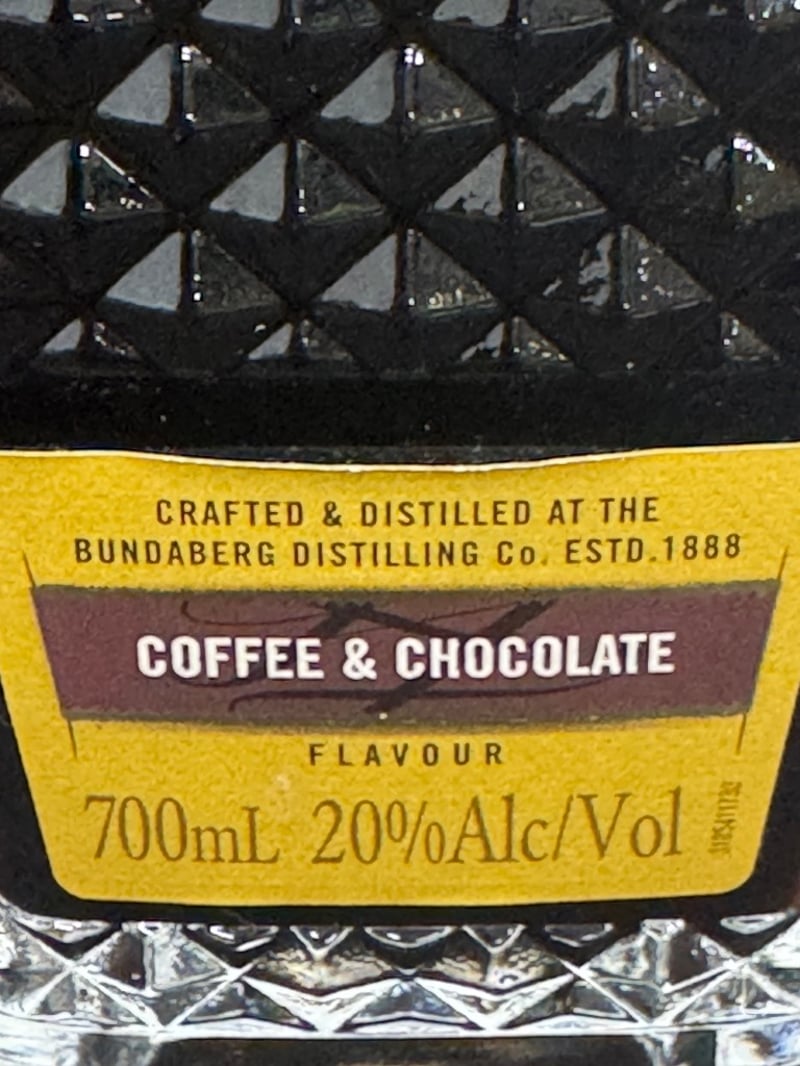 CRAFTED & DISTILLED AT THE
BUNDABERG DISTILLING Co. ESTD.1888
COFFEE & CHOCOLATE
FLAVOUR
700mL 20%Alc/Vol